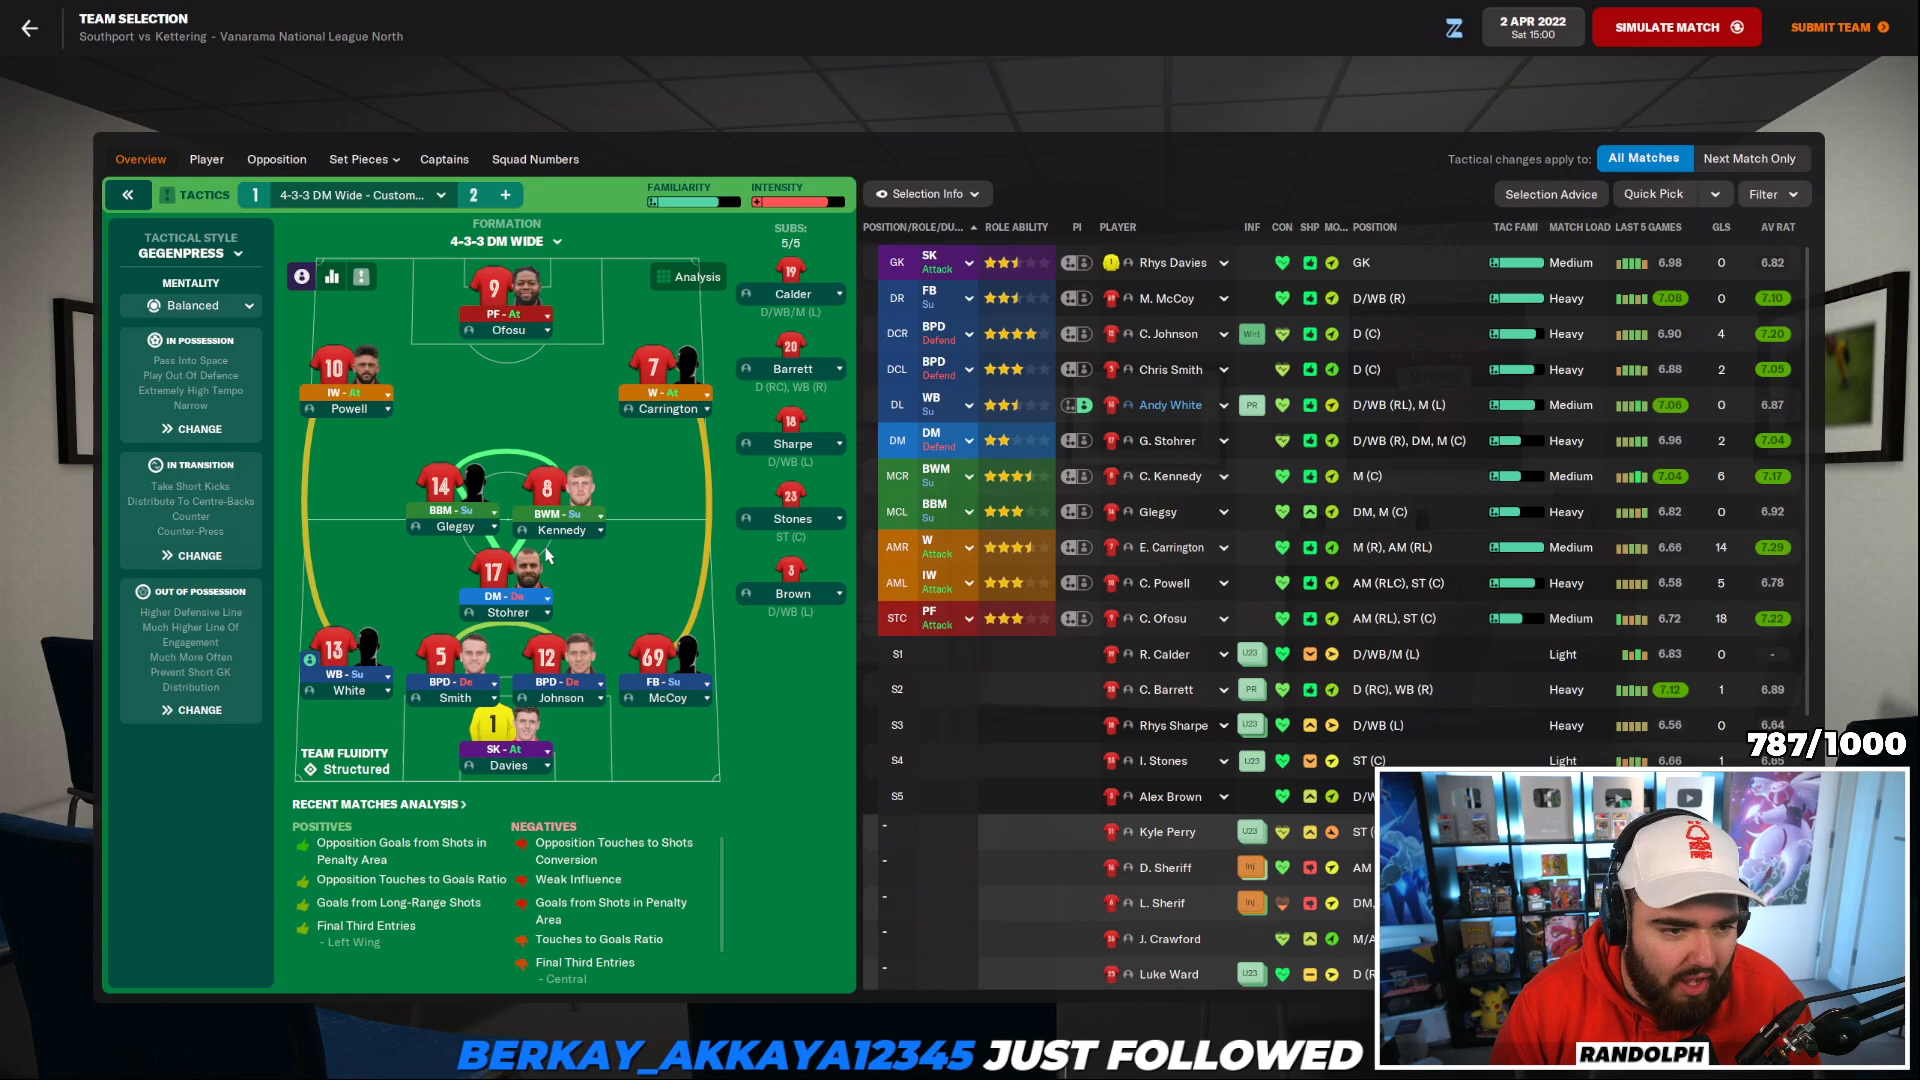 TEAM SELECTION
Southport vs Kettering - Vanarama National League North
2 APR 2022
Sat 15:00
SIMULATE MATCH
SUBMIT TEAM
Overview Player Opposition Set Pieces Captains Squad Numbers
Tactical changes apply to: All Matches Next Match Only
TACTICS 1 4-3-3 DM Wide - Custom... 2 +
FAMILIARITY
INTENSITY
Selection Info
Selection Advice Quick Pick Filter
TACTICAL STYLE
GEGENPRESS
MENTALITY
Balanced
IN POSSESSION
Pass Into Space
Play Out Of Defence
Extremely High Tempo
Narrow
CHANGE
IN TRANSITION
Take Short Kicks
Distribute To Centre-Backs
Counter
Counter-Press
CHANGE
OUT OF POSSESSION
Higher Defensive Line
Much Higher Line Of
Engagement
Much More Often
Prevent Short GK
Distribution
CHANGE
FORMATION
4-3-3 DM WIDE
Analysis
9
PF - At
Ofosu
10
IW - At
Powell
7
W - At
Carrington
14
BBM - Su
Glegsy
8
BWM - Su
Kennedy
17
DM - De
Stohrer
13
WB - Su
White
5
BPD - De
Smith
12
BPD - De
Johnson
69
FB - Su
McCoy
1
SK - At
Davies
TEAM FLUIDITY
Structured
SUBS:
5/5
19
Calder
D/WB/M (L)
20
Barrett
D (RC), WB (R)
18
Sharpe
D/WB (L)
23
Stones
ST (C)
3
Brown
D/WB (L)
RECENT MATCHES ANALYSIS >
POSITIVES
Opposition Goals from Shots in
Penalty Area
Opposition Touches to Goals Ratio
Goals from Long-Range Shots
Final Third Entries
- Left Wing
NEGATIVES
Opposition Touches to Shots
Conversion
Weak Influence
Goals from Shots in Penalty
Area
Touches to Goals Ratio
Final Third Entries
- Central
POSITION/ROLE/DU... ROLE ABILITY PI PLAYER INF CON SHP MO... POSITION TAC FAMI MATCH LOAD LAST 5 GAMES GLS AV RAT
GK SK Attack Rhys Davies GK Medium 6.98 0 6.82
DR FB Su M. McCoy D/WB (R) Heavy 7.08 0 7.10
DCR BPD Defend C. Johnson Wnt D (C) Heavy 6.90 4 7.20
DCL BPD Defend Chris Smith D (C) Heavy 6.88 2 7.05
DL WB Su Andy White PR D/WB (RL), M (L) Medium 7.06 0 6.87
DM DM Defend G. Stohrer D/WB (R), DM, M (C) Heavy 6.96 2 7.04
MCR BWM Su C. Kennedy M (C) Medium 7.04 6 7.17
MCL BBM Su Glegsy DM, M (C) Heavy 6.82 0 6.92
AMR W Attack E. Carrington M (R), AM (RL) Medium 6.66 14 7.29
AML IW Attack C. Powell AM (RLC), ST (C) Heavy 6.58 5 6.78
STC PF Attack C. Ofosu AM (RL), ST (C) Medium 6.72 18 7.22
S1 R. Calder U23 D/WB/M (L) Light 6.83 0 -
S2 C. Barrett PR D (RC), WB (R) Heavy 7.12 1 6.89
S3 Rhys Sharpe U23 D/WB (L) Heavy 6.56 0 6.64
S4 I. Stones U23 ST (C) Light 6.66 1
S5 Alex Brown
- Kyle Perry U23 ST
- D. Sheriff Inj AM
- L. Sherif Inj DM,
- J. Crawford
- Luke Ward U23
787/1000
RANDOLPH
BERKAY_AKKAYA12345 JUST FOLLOWED